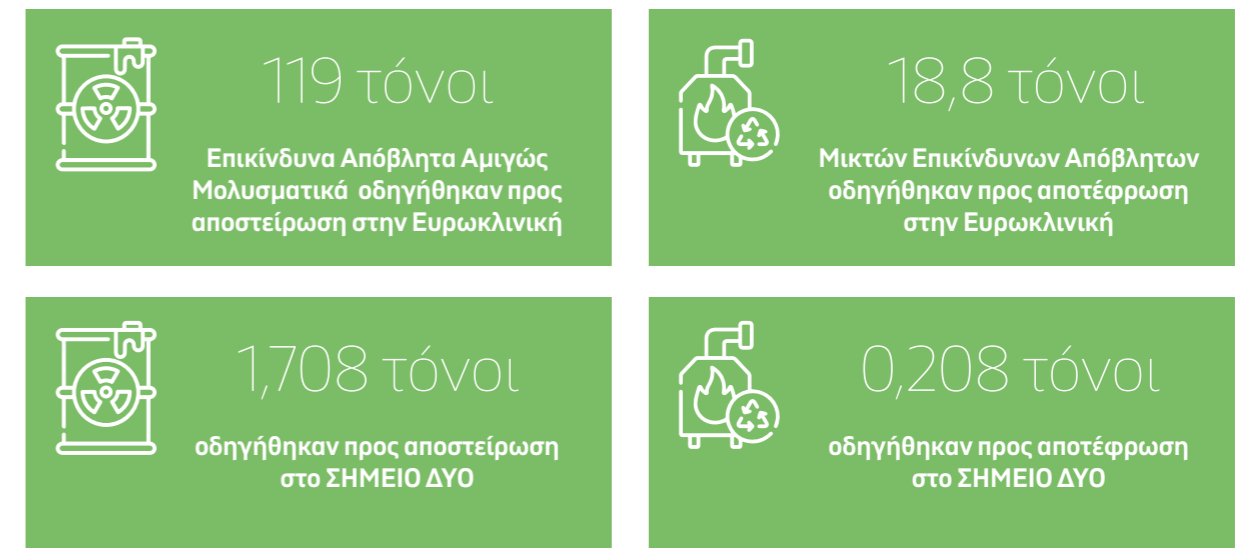 119 τόνοι
Επικίνδυνα Απόβλητα Αμιγώς
Μολυσματικά οδηγήθηκαν προς
αποστείρωση στην Ευρωκλινική
18,8 τόνοι
Μικτών Επικίνδυνων Απόβλητων
οδηγήθηκαν προς αποτέφρωση
στην Ευρωκλινική
1,708 τόνοι
οδηγήθηκαν προς αποστείρωση
στο ΣΗΜΕΙΟ ΔΥΟ
0,208 τόνοι
οδηγήθηκαν προς αποτέφρωση
στο ΣΗΜΕΙΟ ΔΥΟ